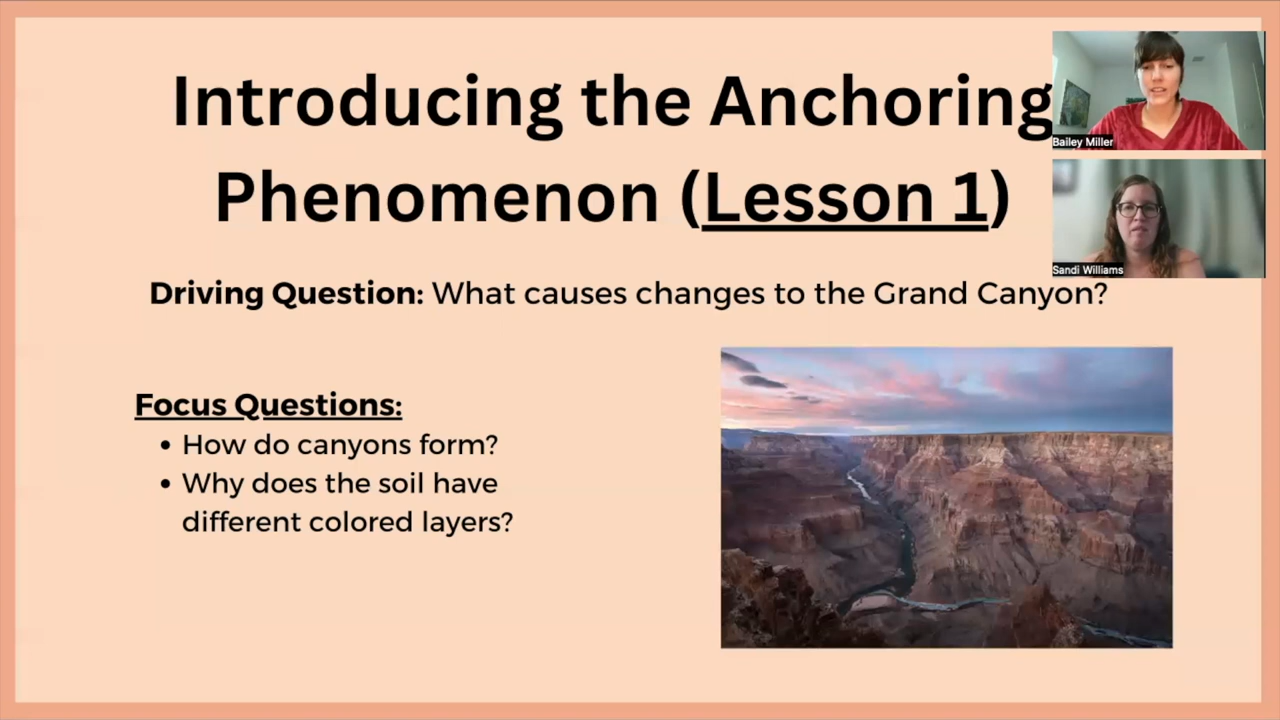 Introducing the Anchoring
Phenomenon (Lesson 1)
Bailey Miller
Sandi Williams
Driving Question: What causes changes to the Grand Canyon?
Focus Questions:
• How do canyons form?
• Why does the soil have
different colored layers?